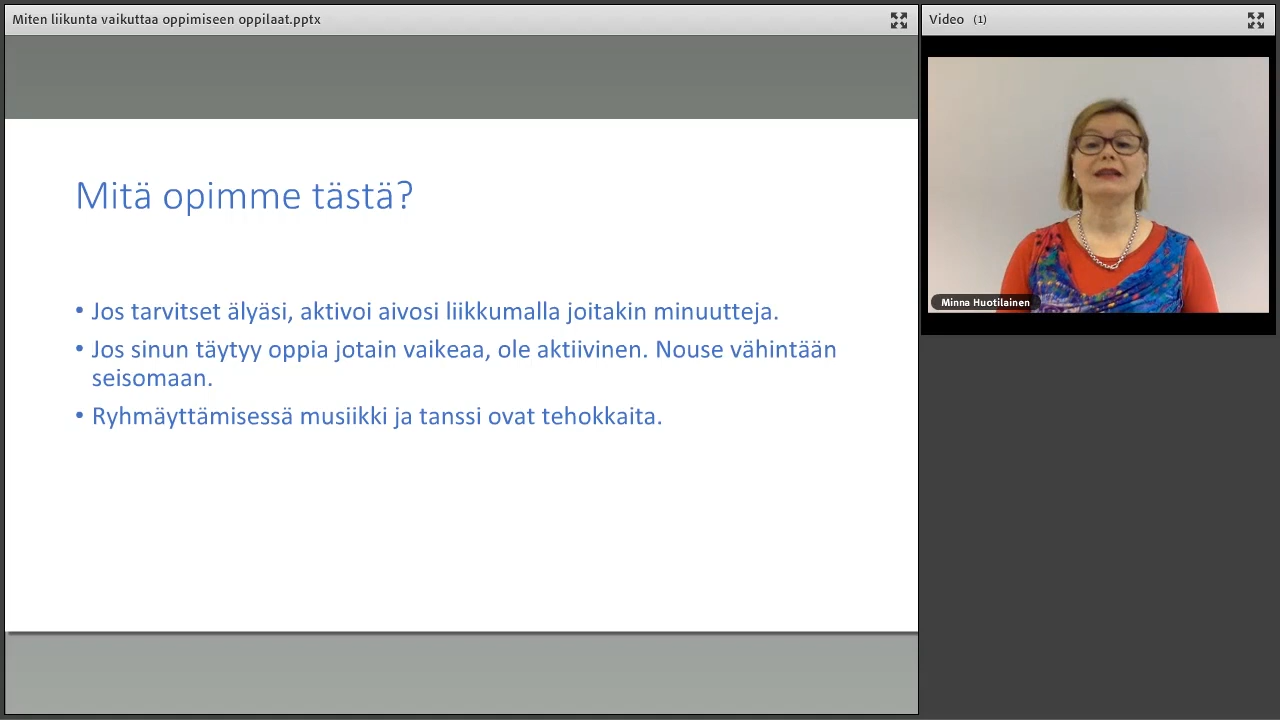 Miten liikunta vaikuttaa oppimiseen oppilaat.pptx
Video (1)
Mitä opimme tästä?
• Jos tarvitset älyäsi, aktivoi aivosi liikkumalla joitakin minuutteja.
• Jos sinun täytyy oppia jotain vaikeaa, ole aktiivinen. Nouse vähintään
seisomaan.
• Ryhmäyttämisessä musiikki ja tanssi ovat tehokkaita.
Minna Huotilainen